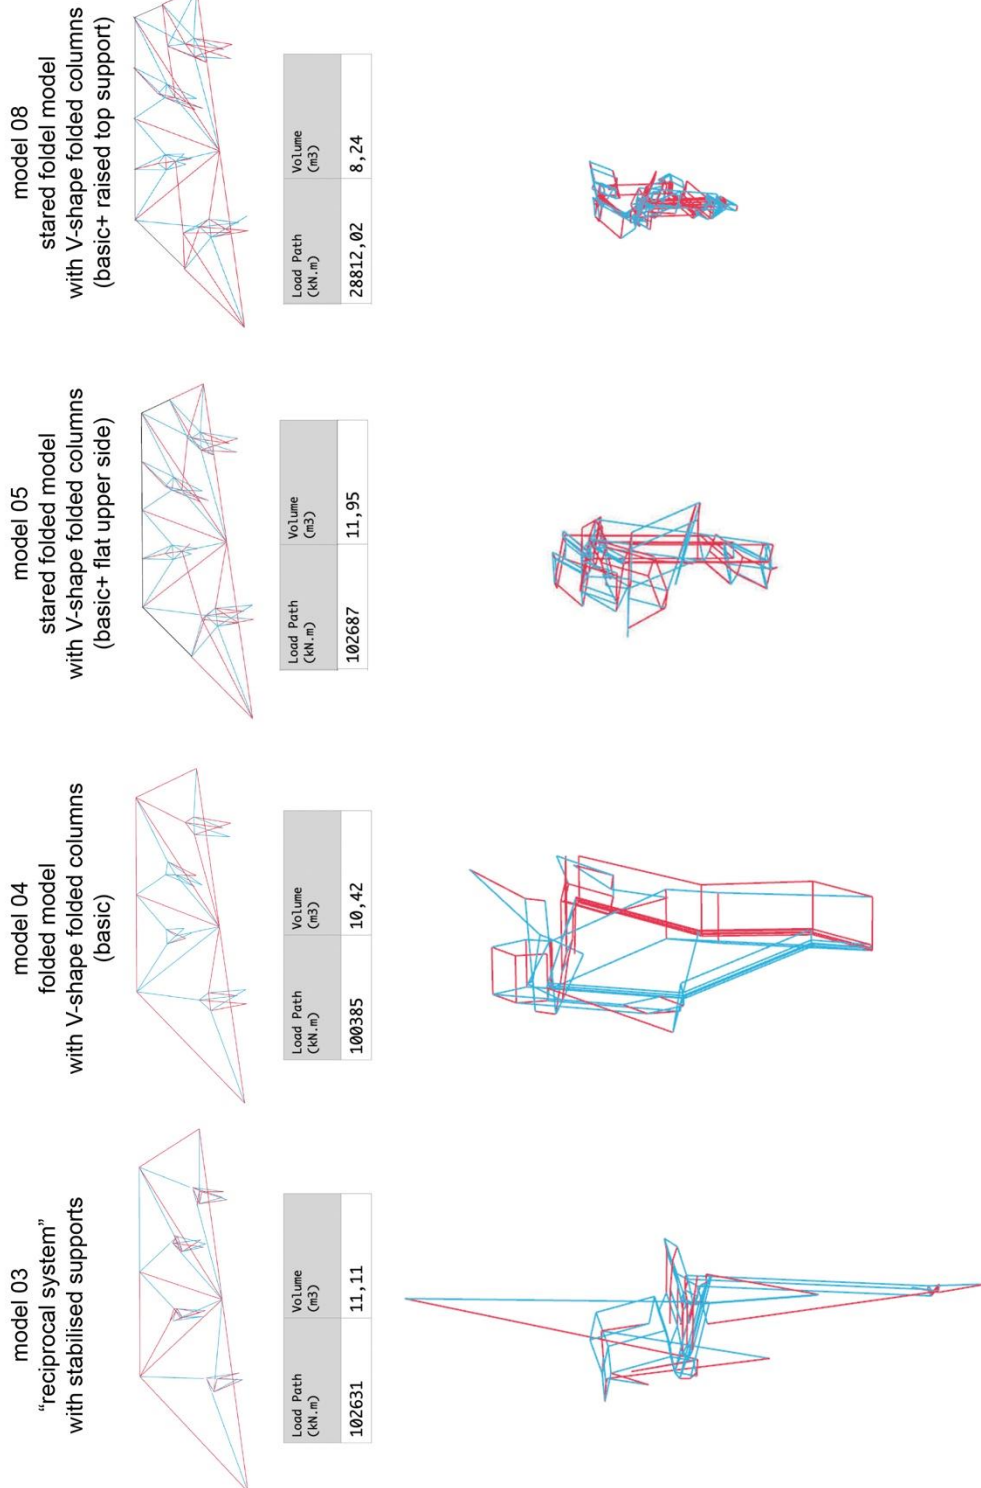 model 03
“reciprocal system”
with stabilised supports
Load Path
(kN.m)
Volume
(m3)
102631
11,11
model 04
folded model
with V-shape folded columns
(basic)
Load Path
(kN.m)
Volume
(m3)
100385
10,42
model 05
stared folded model
with V-shape folded columns
(basic+ flat upper side)
Load Path
(kN.m)
Volume
(m3)
102687
11,95
model 08
stared foldel model
with V-shape folded columns
(basic+ raised top support)
Load Path
(kN.m)
Volume
(m3)
28812,02
8,24